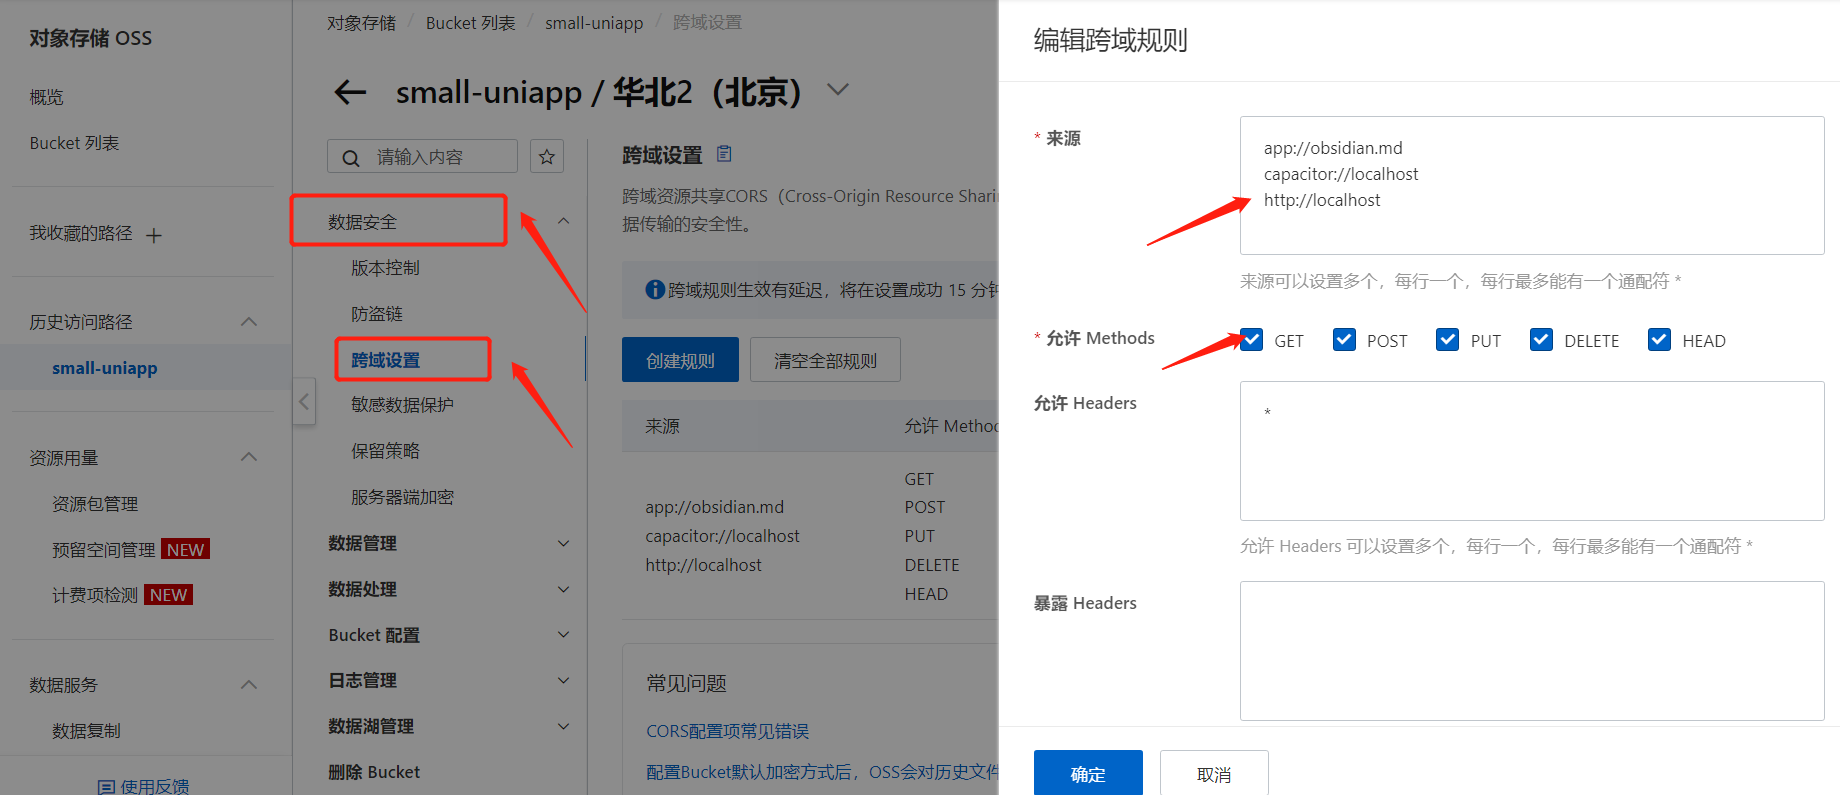 对象存储 OSS
概览
Bucket 列表
我收藏的路径
历史访问路径
small-uniapp
资源用量
资源包管理
预留空间管理 NEW
计费项检测 NEW
数据服务
数据复制
使用反馈
对象存储 / Bucket 列表 / small-uniapp / 跨域设置
small-uniapp / 华北2（北京）
请输入内容
数据安全
版本控制
防盗链
跨域设置
敏感数据保护
保留策略
服务器端加密
数据管理
数据处理
Bucket 配置
日志管理
数据湖管理
删除 Bucket
跨域设置
跨域资源共享CORS（Cross-Origin Resource Sharin
据传输的安全性。
跨域规则生效有延迟，将在设置成功 15 分钟
创建规则 清空全部规则
来源 允许 Metho
app://obsidian.md
capacitor://localhost
http://localhost
GET
POST
PUT
DELETE
HEAD
常见问题
CORS配置项常见错误
配置Bucket默认加密方式后，OSS会对历史文件
编辑跨域规则
* 来源
app://obsidian.md
capacitor://localhost
http://localhost
来源可以设置多个，每行一个，每行最多能有一个通配符 *
* 允许 Methods
GET POST PUT DELETE HEAD
允许 Headers
*
允许 Headers 可以设置多个，每行一个，每行最多能有一个通配符 *
暴露 Headers
确定 取消